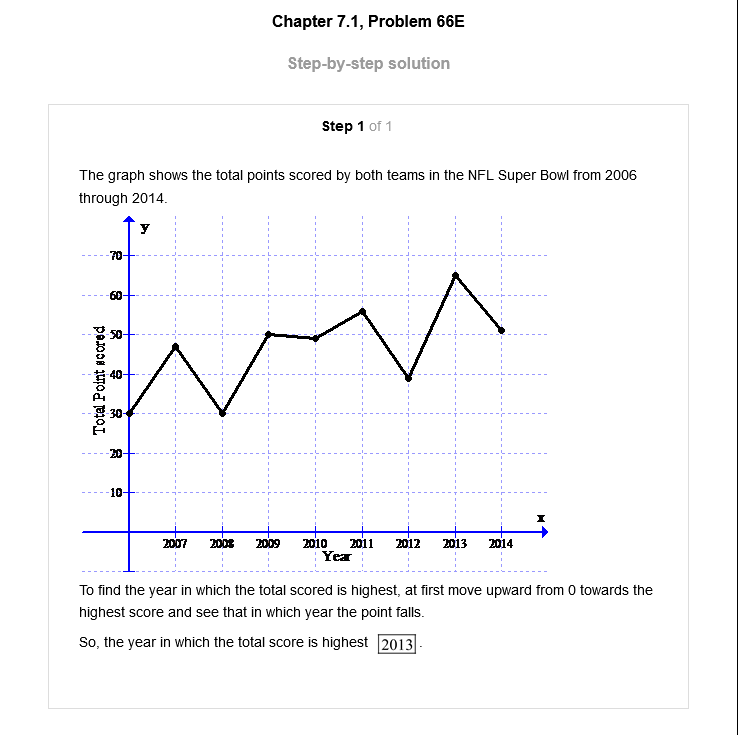 Chapter 7.1, Problem 66E
Step-by-step solution
Step 1 of 1
The graph shows the total points scored by both teams in the NFL Super Bowl from 2006
through 2014.
y
70
60
50
40
30
20
10
Total Point scored
x
2007 2008 2009 2010 2011 2012 2013 2014
Year
To find the year in which the total scored is highest, at first move upward from 0 towards the
highest score and see that in which year the point falls.
So, the year in which the total score is highest 2013.